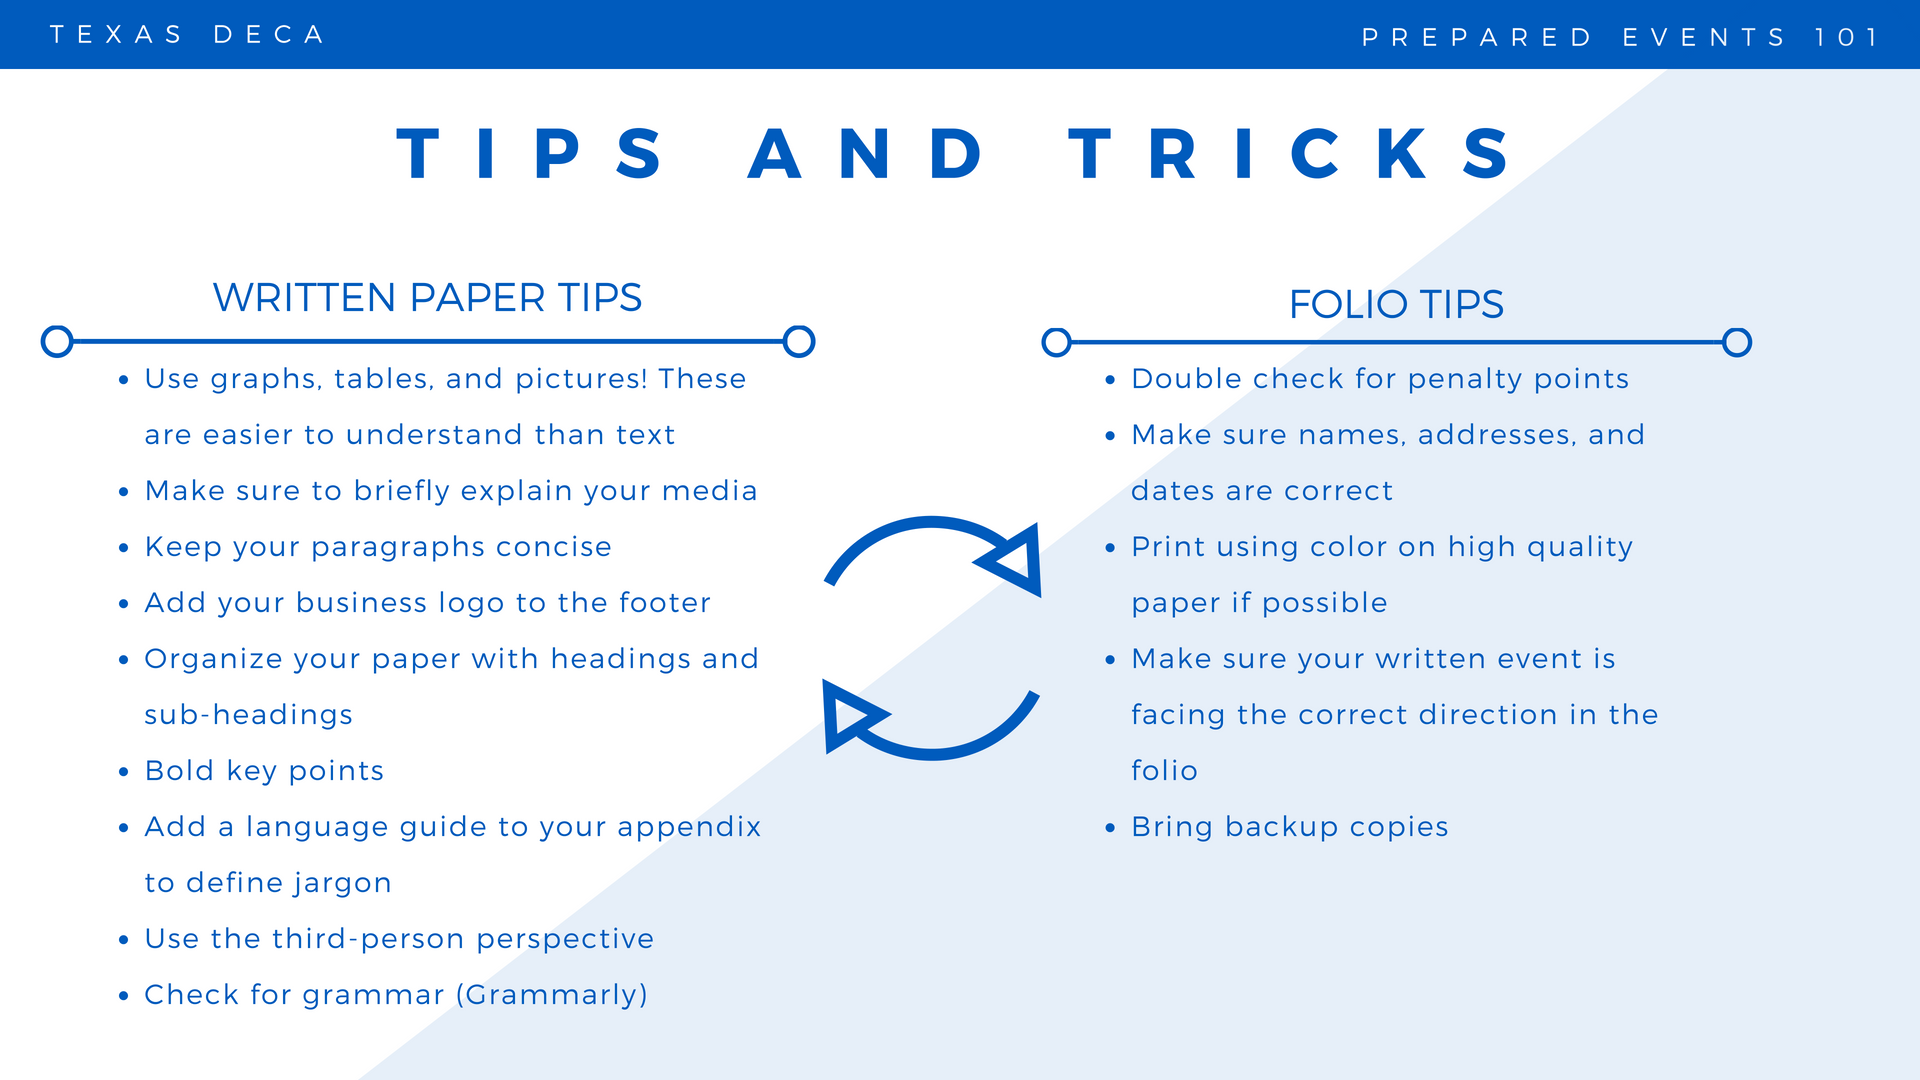 TEXAS DECA
PREPARED EVENTS 101
TIPS AND TRICKS
WRITTEN PAPER TIPS
• Use graphs, tables, and pictures! These
are easier to understand than text
• Make sure to briefly explain your media
• Keep your paragraphs concise
• Add your business logo to the footer
• Organize your paper with headings and
sub-headings
• Bold key points
• Add a language guide to your appendix
to define jargon
• Use the third-person perspective
• Check for grammar (Grammarly)
FOLIO TIPS
• Double check for penalty points
• Make sure names, addresses, and
dates are correct
• Print using color on high quality
paper if possible
• Make sure your written event is
facing the correct direction in the
folio
• Bring backup copies